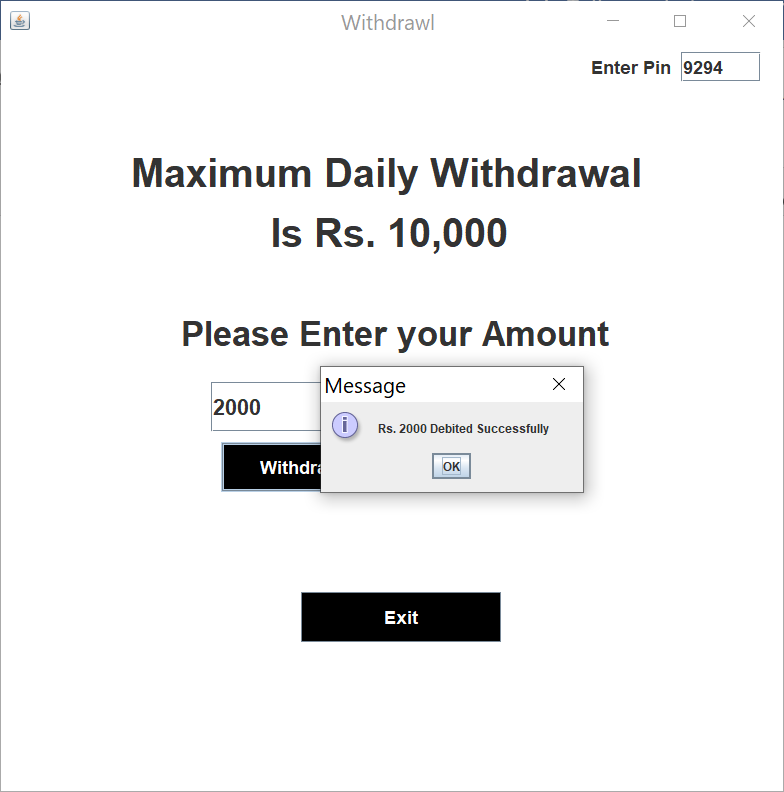 Withdrawl
Enter Pin 9294
Maximum Daily Withdrawal
Is Rs. 10,000
Please Enter your Amount
2000
Message
Rs. 2000 Debited Successfully
OK
Exit